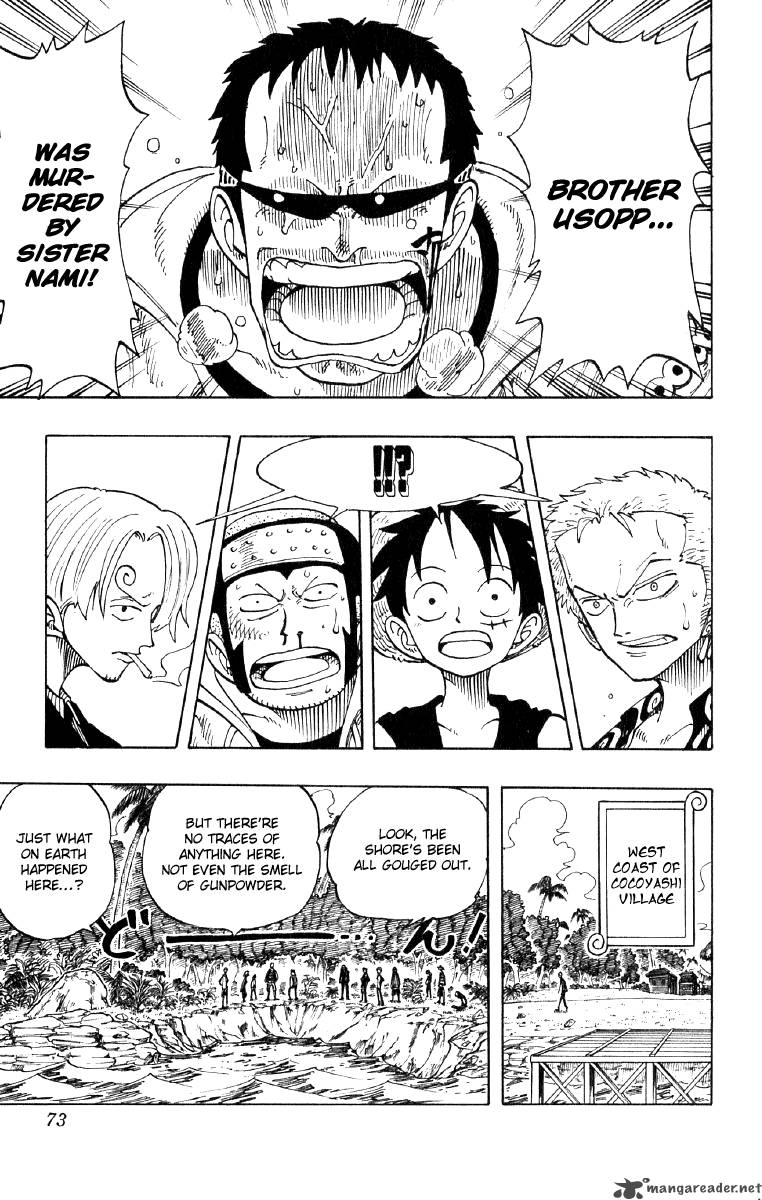 BROTHER
USOPP...
WAS
MUR-
DERED
BY
SISTER
NAMI!
!!!?
WEST
COAST OF
COCOYASHI
VILLAGE
LOOK, THE
SHORE'S BEEN
ALL GOUGED OUT.
BUT THERE'RE
NO TRACES OF
ANYTHING HERE.
NOT EVEN THE SMELL
OF GUNPOWDER.
JUST WHAT
ON EARTH
HAPPENED
HERE...?
ど——…ん!
73
mangareader.net